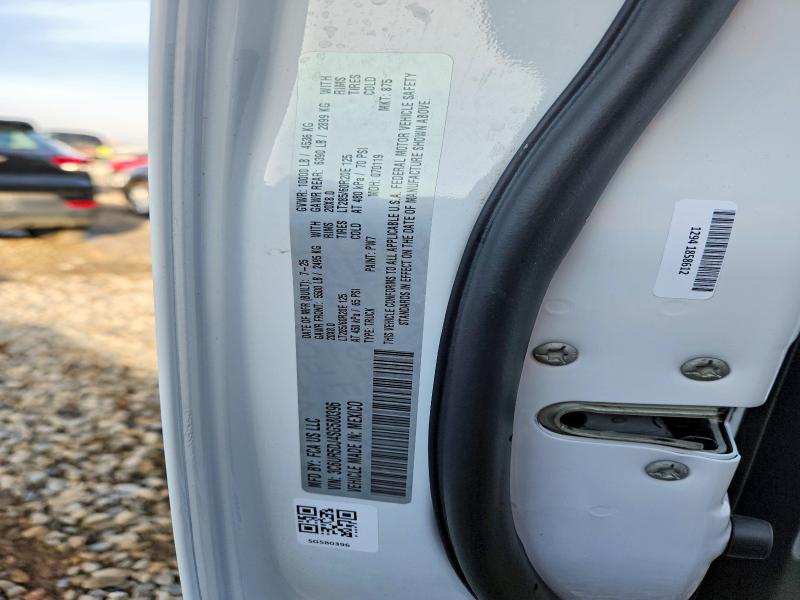 MFD BY: FCA US LLC
DATE OF MFR (BUILT): 7-25
GVWR: 10000 LB / 4536 KG
GAWR FRONT: 5500 LB / 2495 KG WITH
20X8.0 RIMS
LT285/60R20E 125 TIRES
AT 450 kPa / 65 PSI COLD
GAWR REAR: 6390 LB / 2899 KG WITH
20X8.0 RIMS
LT285/60R20E 125 TIRES
AT 480 kPa / 70 PSI COLD
VEHICLE MADE IN: MEXICO
TYPE: TRUCK
PAINT: PW7
MDH: 070119
MKT: 875
THIS VEHICLE CONFORMS TO ALL APPLICABLE U.S.A. FEDERAL MOTOR VEHICLE SAFETY
STANDARDS IN EFFECT ON THE DATE OF MANUFACTURE SHOWN ABOVE.
SG580396
1294 1858612